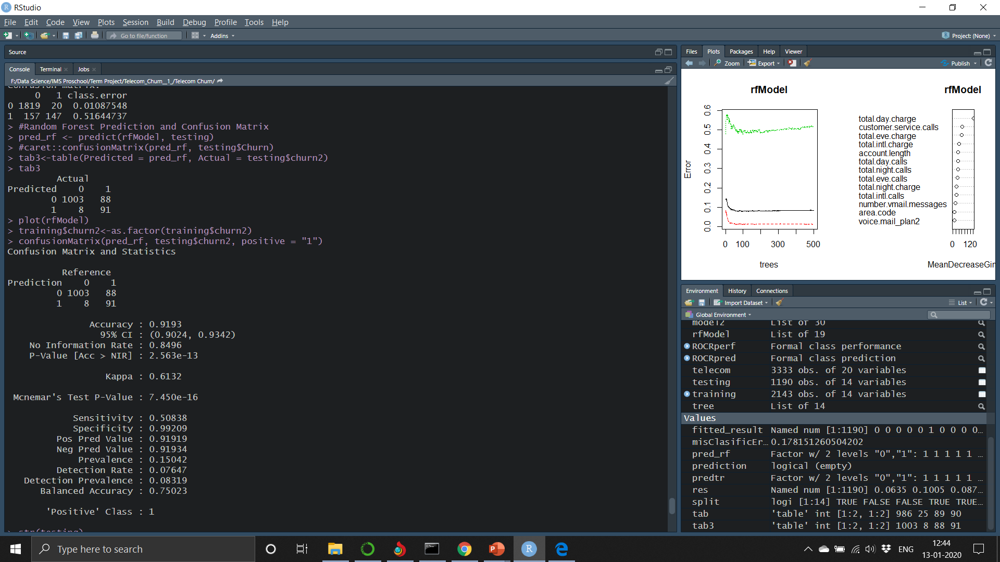 RStudio
File Edit Code View Plots Session Build Debug Profile Tools Help
Go to file/function Addins Project: (None)
Source
Console Terminal Jobs
F:/Data Science/IMS Proschool/Term Project/Telecom_Churn__1_/Telecom Churn/
Confusion matrix:
0 1 class.error
0 1819 20 0.01087548
1 157 147 0.51644737
> #Random Forest Prediction and Confusion Matrix
> pred_rf <- predict(rfModel, testing)
> #caret::confusionMatrix(pred_rf, testing$Churn)
> tab3<-table(Predicted = pred_rf, Actual = testing$churn2)
> tab3
Actual
Predicted 0 1
0 1003 88
1 8 91
> plot(rfModel)
> training$churn2<-as.factor(training$churn2)
> confusionMatrix(pred_rf, testing$churn2, positive = "1")
Confusion Matrix and Statistics
Reference
Prediction 0 1
0 1003 88
1 8 91
Accuracy : 0.9193
95% CI : (0.9024, 0.9342)
No Information Rate : 0.8496
P-Value [Acc > NIR] : 2.563e-13
Kappa : 0.6132
Mcnemar's Test P-Value : 7.450e-16
Sensitivity : 0.50838
Specificity : 0.99209
Pos Pred Value : 0.91919
Neg Pred Value : 0.91934
Prevalence : 0.15042
Detection Rate : 0.07647
Detection Prevalence : 0.08319
Balanced Accuracy : 0.75023
'Positive' Class : 1
> str(testing)
Files Plots Packages Help Viewer
Zoom Export Publish
rfModel
Error
0.0 0.1 0.2 0.3 0.4 0.5 0.6
0 100 300 500
trees
rfModel
total.day.charge
customer.service.calls
total.eve.charge
total.intl.charge
account.length
total.day.calls
total.night.calls
total.eve.calls
total.night.charge
total.intl.calls
number.vmail.messages
area.code
voice.mail_plan2
0 120
MeanDecreaseGin
Environment History Connections
Import Dataset List
Global Environment
model2 List of 30
rfModel List of 19
ROCRperf Formal class performance
ROCRpred Formal class prediction
telecom 3333 obs. of 20 variables
testing 1190 obs. of 14 variables
training 2143 obs. of 14 variables
tree List of 14
Values
fitted_result Named num [1:1190] 0 0 0 0 0 1 0 0 0 0…
misClasificEr… 0.178151260504202
pred_rf Factor w/ 2 levels "0","1": 1 1 1 1 1 …
prediction logical (empty)
predtr Factor w/ 2 levels "0","1": 1 1 1 1 1 …
res Named num [1:1190] 0.0635 0.1005 0.087…
split logi [1:14] TRUE FALSE FALSE TRUE TRUE…
tab 'table' int [1:2, 1:2] 986 25 89 90
tab3 'table' int [1:2, 1:2] 1003 8 88 91
Type here to search
ENG
12:44
13-01-2020